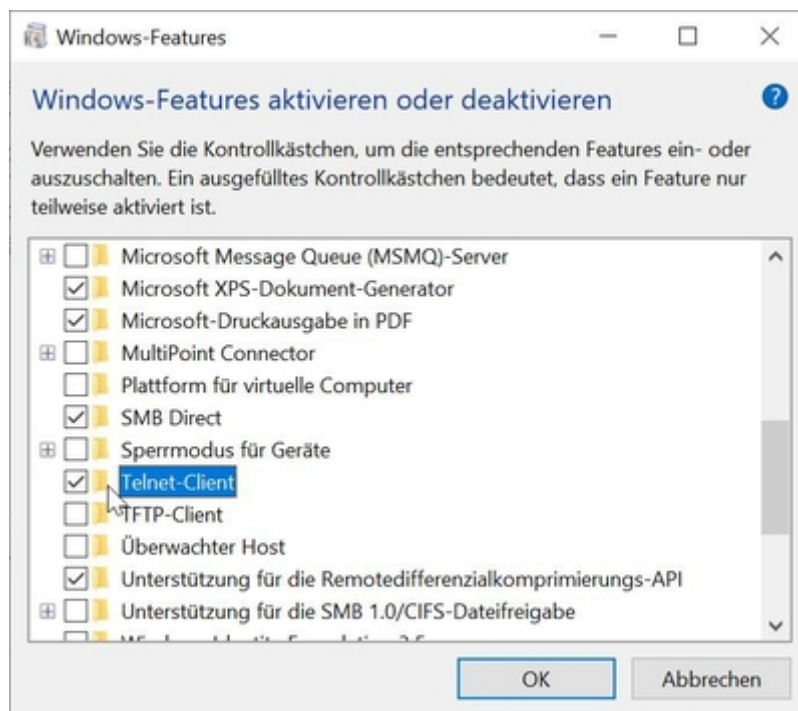 Windows-Features
Windows-Features aktivieren oder deaktivieren
Verwenden Sie die Kontrollkästchen, um die entsprechenden Features ein- oder
auszuschalten. Ein ausgefülltes Kontrollkästchen bedeutet, dass ein Feature nur
teilweise aktiviert ist.
Microsoft Message Queue (MSMQ)-Server
Microsoft XPS-Dokument-Generator
Microsoft-Druckausgabe in PDF
MultiPoint Connector
Plattform für virtuelle Computer
SMB Direct
Sperrmodus für Geräte
Telnet-Client
TFTP-Client
Überwachter Host
Unterstützung für die Remotedifferenzialkomprimierungs-API
Unterstützung für die SMB 1.0/CIFS-Dateifreigabe
OK
Abbrechen